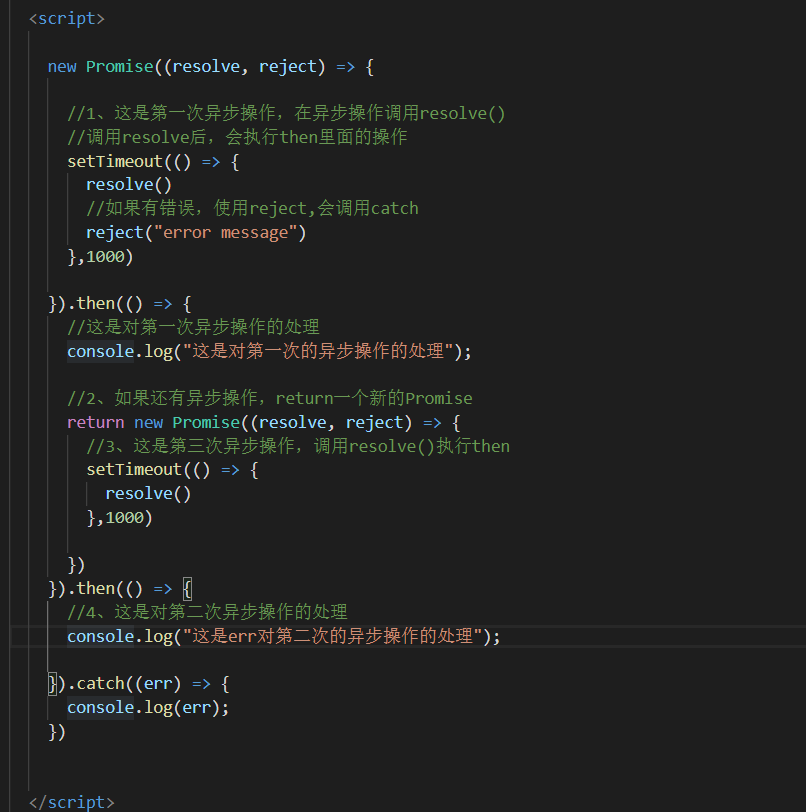 <script>
new Promise((resolve, reject) => {
//1、这是第一次异步操作，在异步操作调用resolve()
//调用resolve后，会执行then里面的操作
setTimeout(() => {
resolve()
//如果有错误，使用reject,会调用catch
reject("error message")
},1000)
}).then(() => {
//这是对第一次异步操作的处理
console.log("这是对第一次的异步操作的处理");
//2、如果还有异步操作，return一个新的Promise
return new Promise((resolve, reject) => {
//3、这是第三次异步操作，调用resolve()执行then
setTimeout(() => {
resolve()
},1000)
})
}).then(() => {
//4、这是对第二次异步操作的处理
console.log("这是err对第二次的异步操作的处理");
}).catch((err) => {
console.log(err);
})
</script>